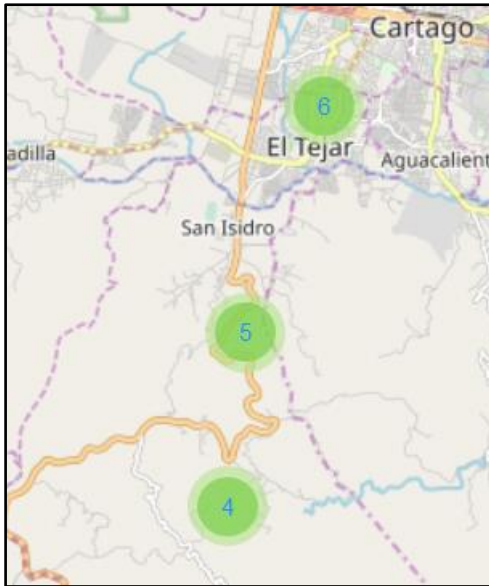 Cartago
6
El Tejar
adilla
Aguacalient
San Isidro
5
4